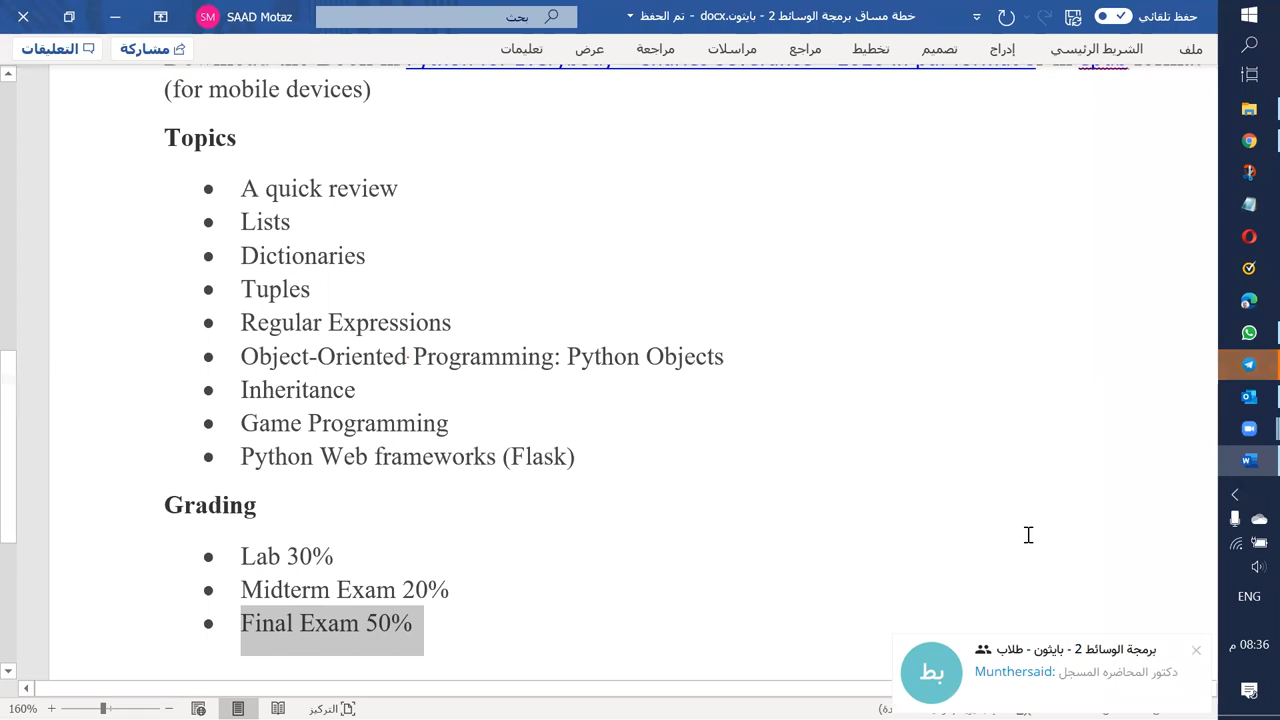 حفظ تلقائي
خطة مساق برمجة الوسائط 2 - بايثون.docx - تم الحفظ
بحث
SAAD Motaz
SM
ملف
الشريط الرئيسي
إدراج
تصميم
تخطيط
مراجع
مراسلات
مراجعة
عرض
تعليمات
مشاركة
التعليقات
(for mobile devices)
Topics
• A quick review
• Lists
• Dictionaries
• Tuples
• Regular Expressions
• Object-Oriented Programming: Python Objects
• Inheritance
• Game Programming
• Python Web frameworks (Flask)
Grading
• Lab 30%
• Midterm Exam 20%
• Final Exam 50%
بط
برمجة الوسائط 2 - بايثون - طلاب
Munthersaid: دكتور المحاضره المسجل
ENG
08:36 م
160%
التركيز